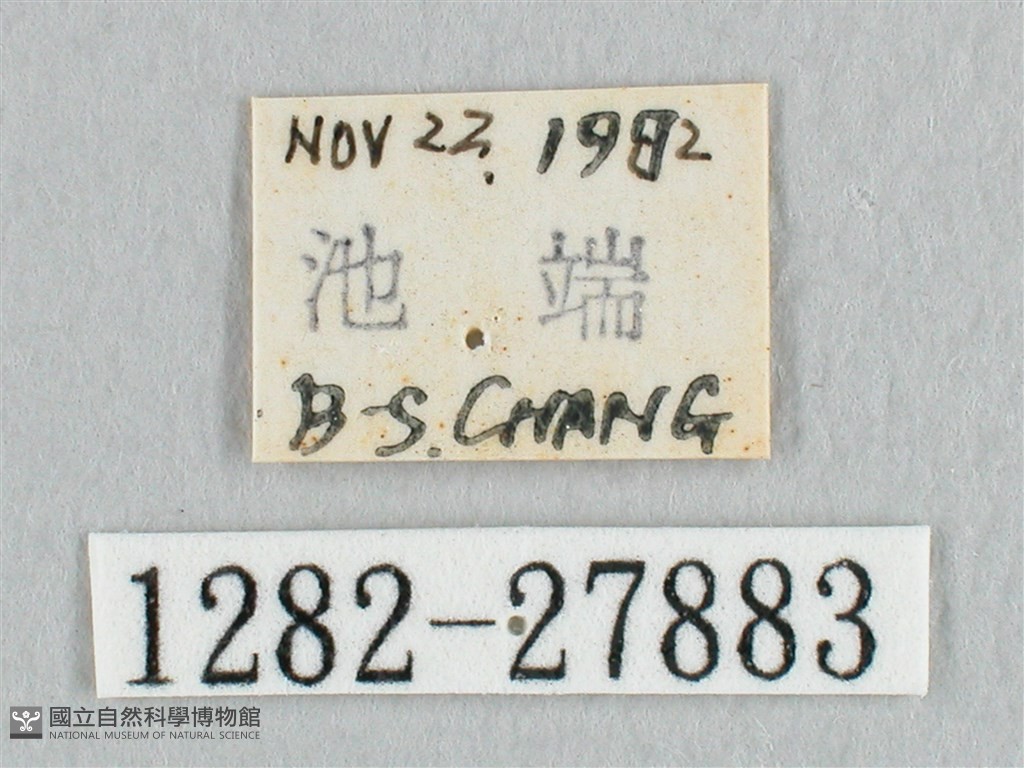 NOV 22. 1982
池 端
B-S. CHANG
1282-27883
國立自然科學博物館
NATIONAL MUSEUM OF NATURAL SCIENCE